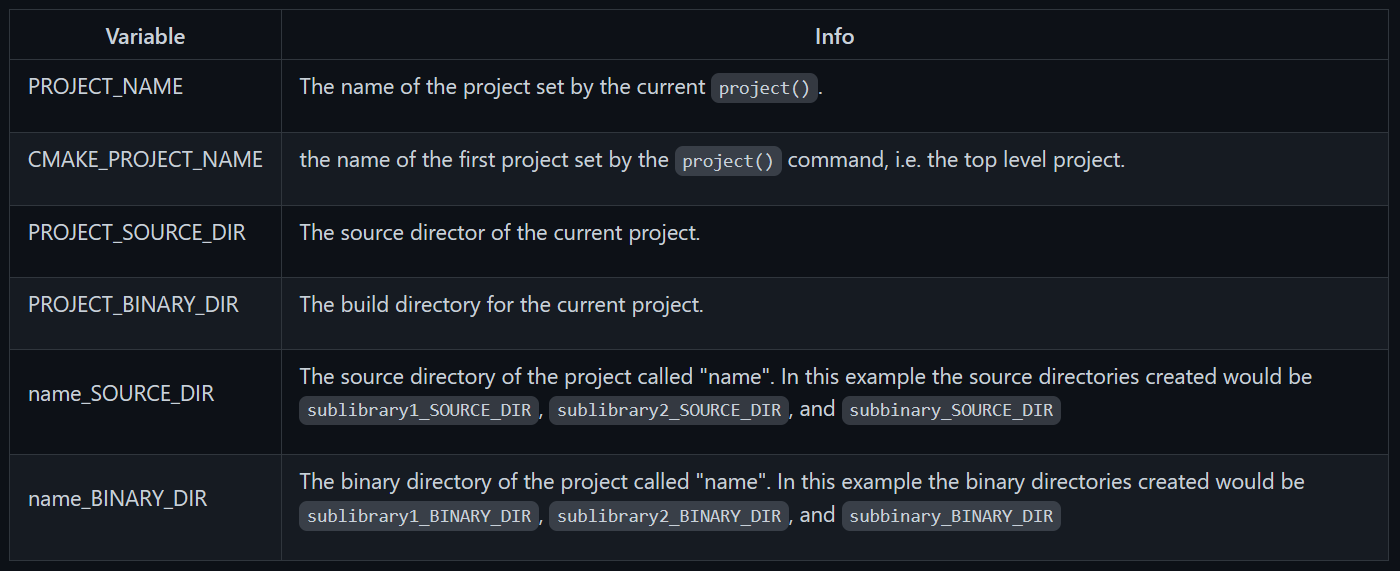 Variable Info
PROJECT_NAME The name of the project set by the current project().
CMAKE_PROJECT_NAME the name of the first project set by the project() command, i.e. the top level project.
PROJECT_SOURCE_DIR The source director of the current project.
PROJECT_BINARY_DIR The build directory for the current project.
name_SOURCE_DIR The source directory of the project called "name". In this example the source directories created would be
sublibrary1_SOURCE_DIR, sublibrary2_SOURCE_DIR, and subbinary_SOURCE_DIR
name_BINARY_DIR The binary directory of the project called "name". In this example the binary directories created would be
sublibrary1_BINARY_DIR, sublibrary2_BINARY_DIR, and subbinary_BINARY_DIR